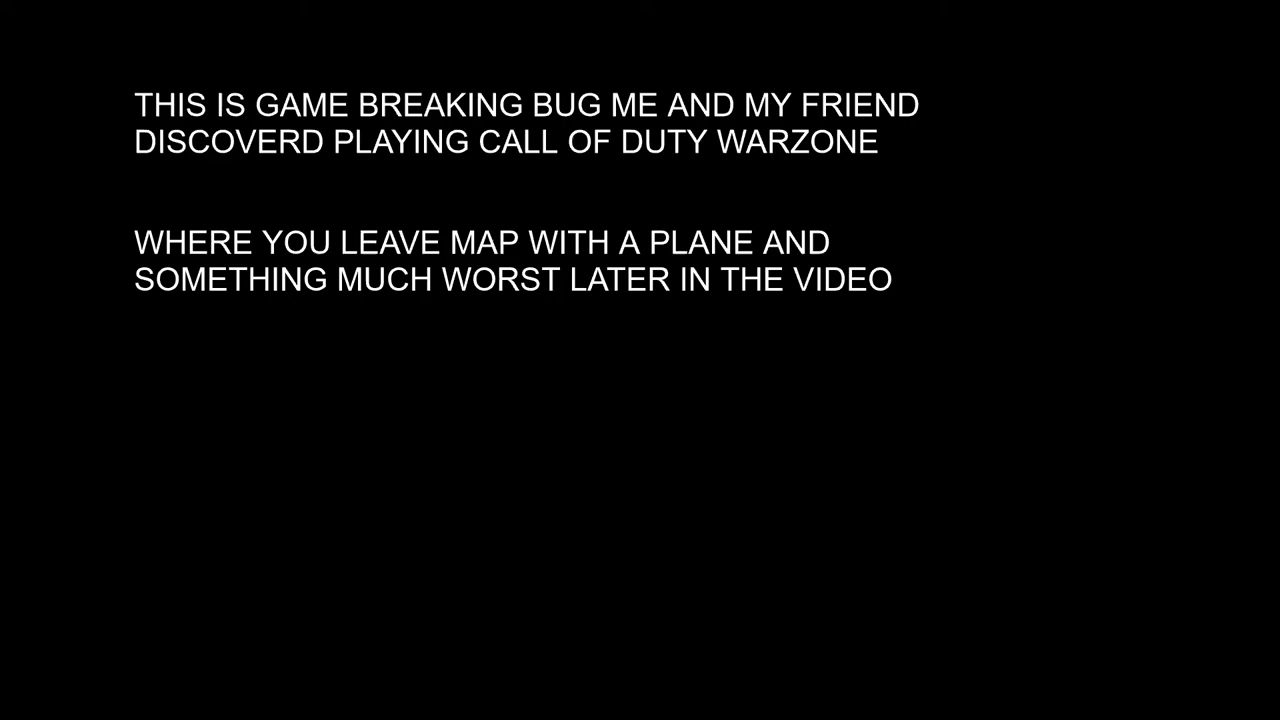 THIS IS GAME BREAKING BUG ME AND MY FRIEND
DISCOVERD PLAYING CALL OF DUTY WARZONE
WHERE YOU LEAVE MAP WITH A PLANE AND
SOMETHING MUCH WORST LATER IN THE VIDEO